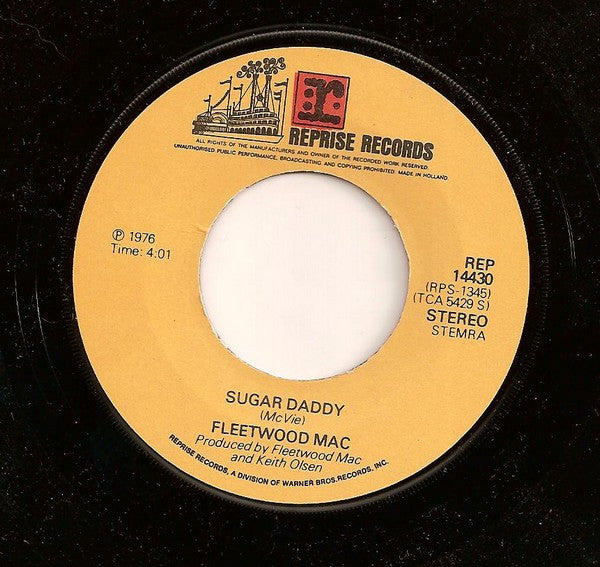 r
REPRISE RECORDS
ALL RIGHTS OF THE MANUFACTURERS AND OWNER OF THE RECORDED WORK RESERVED.
UNAUTHORISED PUBLIC PERFORMANCE, BROADCASTING AND COPYING PROHIBITED. MADE IN HOLLAND
℗ 1976
Time: 4:01
REP
14430
(RPS-1345)
(TCA 5429 S)
STEREO
STEMRA
SUGAR DADDY
(McVie)
FLEETWOOD MAC
Produced by Fleetwood Mac
and Keith Olsen
REPRISE RECORDS, A DIVISION OF WARNER BROS.RECORDS, INC.